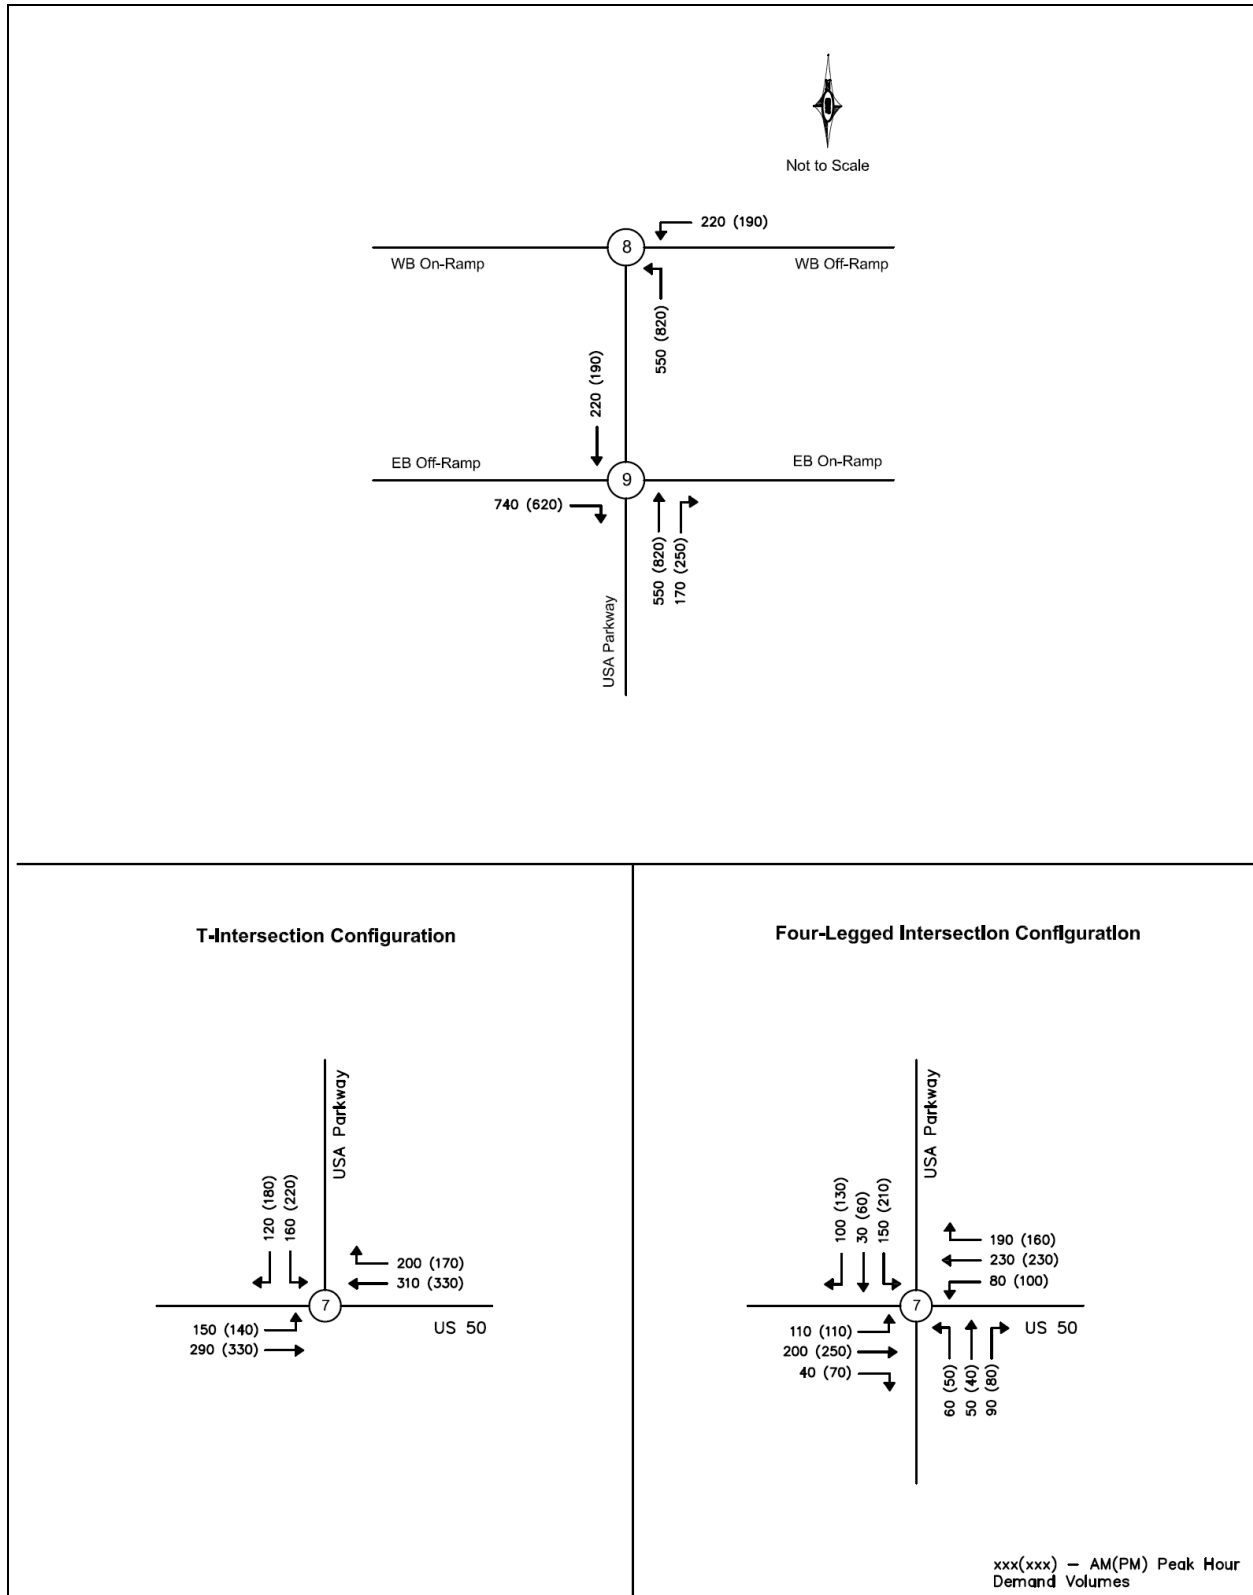 Not to Scale
220 (190)
8
WB On-Ramp
WB Off-Ramp
550 (820)
220 (190)
EB Off-Ramp
EB On-Ramp
9
740 (620)
550 (820)
170 (250)
USA Parkway
T-Intersection Configuration
USA Parkway
120 (180)
160 (220)
200 (170)
310 (330)
7
US 50
150 (140)
290 (330)
Four-Legged Intersection Configuration
USA Parkway
100 (130)
30 (60)
150 (210)
190 (160)
230 (230)
80 (100)
7
US 50
110 (110)
200 (250)
40 (70)
60 (50)
50 (40)
90 (80)
xxx(xxx) – AM(PM) Peak Hour
Demand Volumes